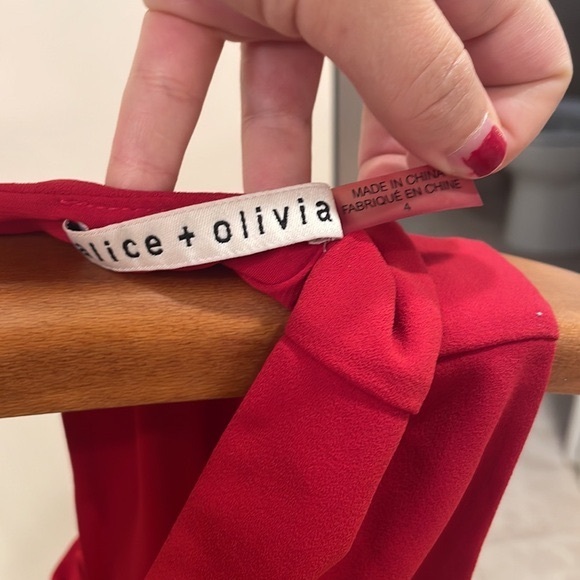 alice + olivia
MADE IN CHINA
FABRIQUÉ EN CHINE
4